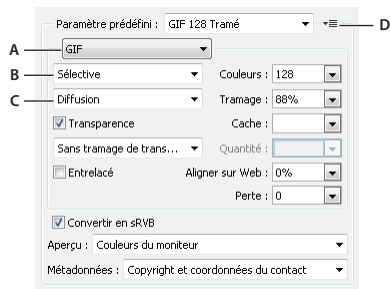 Paramètre prédéfini : GIF 128 Tramé D
A GIF
B Sélective Couleurs : 128
C Diffusion Tramage : 88%
Transparence Cache :
Sans tramage de trans... Quantité :
Entrelacé Aligner sur Web : 0%
Perte : 0
Convertir en sRVB
Aperçu : Couleurs du moniteur
Métadonnées : Copyright et coordonnées du contact